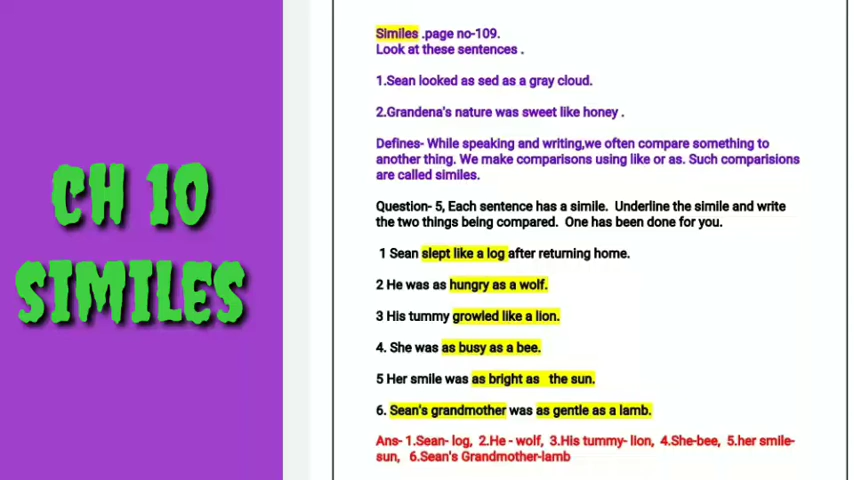 CH 10
SIMILES
Similes .page no-109.
Look at these sentences .
1.Sean looked as sed as a gray cloud.
2.Grandena's nature was sweet like honey .
Defines- While speaking and writing,we often compare something to
another thing. We make comparisons using like or as. Such comparisions
are called similes.
Question- 5, Each sentence has a simile. Underline the simile and write
the two things being compared. One has been done for you.
1 Sean slept like a log after returning home.
2 He was as hungry as a wolf.
3 His tummy growled like a lion.
4. She was as busy as a bee.
5 Her smile was as bright as the sun.
6. Sean's grandmother was as gentle as a lamb.
Ans- 1.Sean- log, 2.He - wolf, 3.His tummy- lion, 4.She-bee, 5.her smile-
sun, 6.Sean's Grandmother-lamb